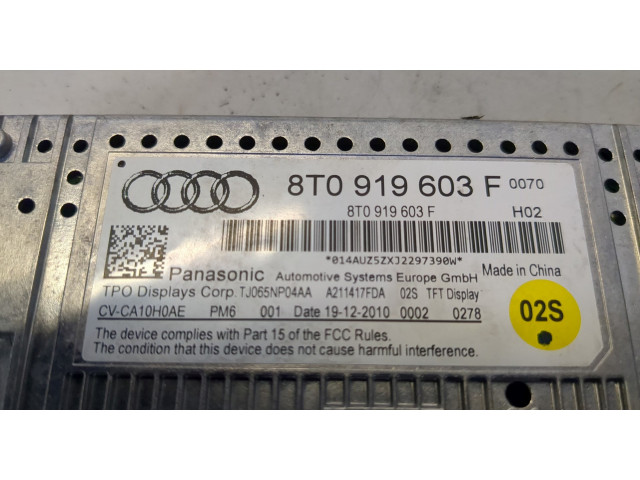 8T0 919 603 F 0070
8T0 919 603 F H02
*014AUZ5ZXJ2297390W*
Panasonic Automotive Systems Europe GmbH Made in China
TPO Displays Corp. TJ065NP04AA A211417FDA 02S TFT Display
CV-CA10H0AE PM6 001 Date 19-12-2010 0002 0278
02S
The device complies with Part 15 of the FCC Rules.
The condition that this device does not cause harmful interference.